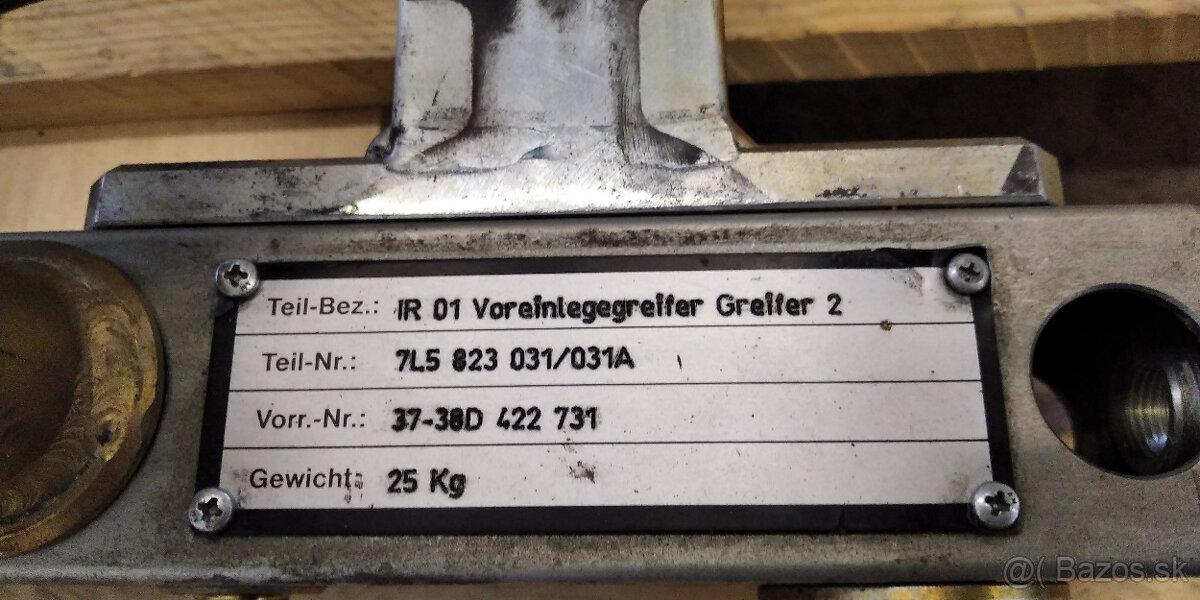 Teil-Bez.: IR 01 Voreinlegegreifer Greifer 2
Teil-Nr.: 7L5 823 031/031A
Vorr.-Nr.: 37-38D 422 731
Gewicht: 25 Kg
@( Bazos.sk